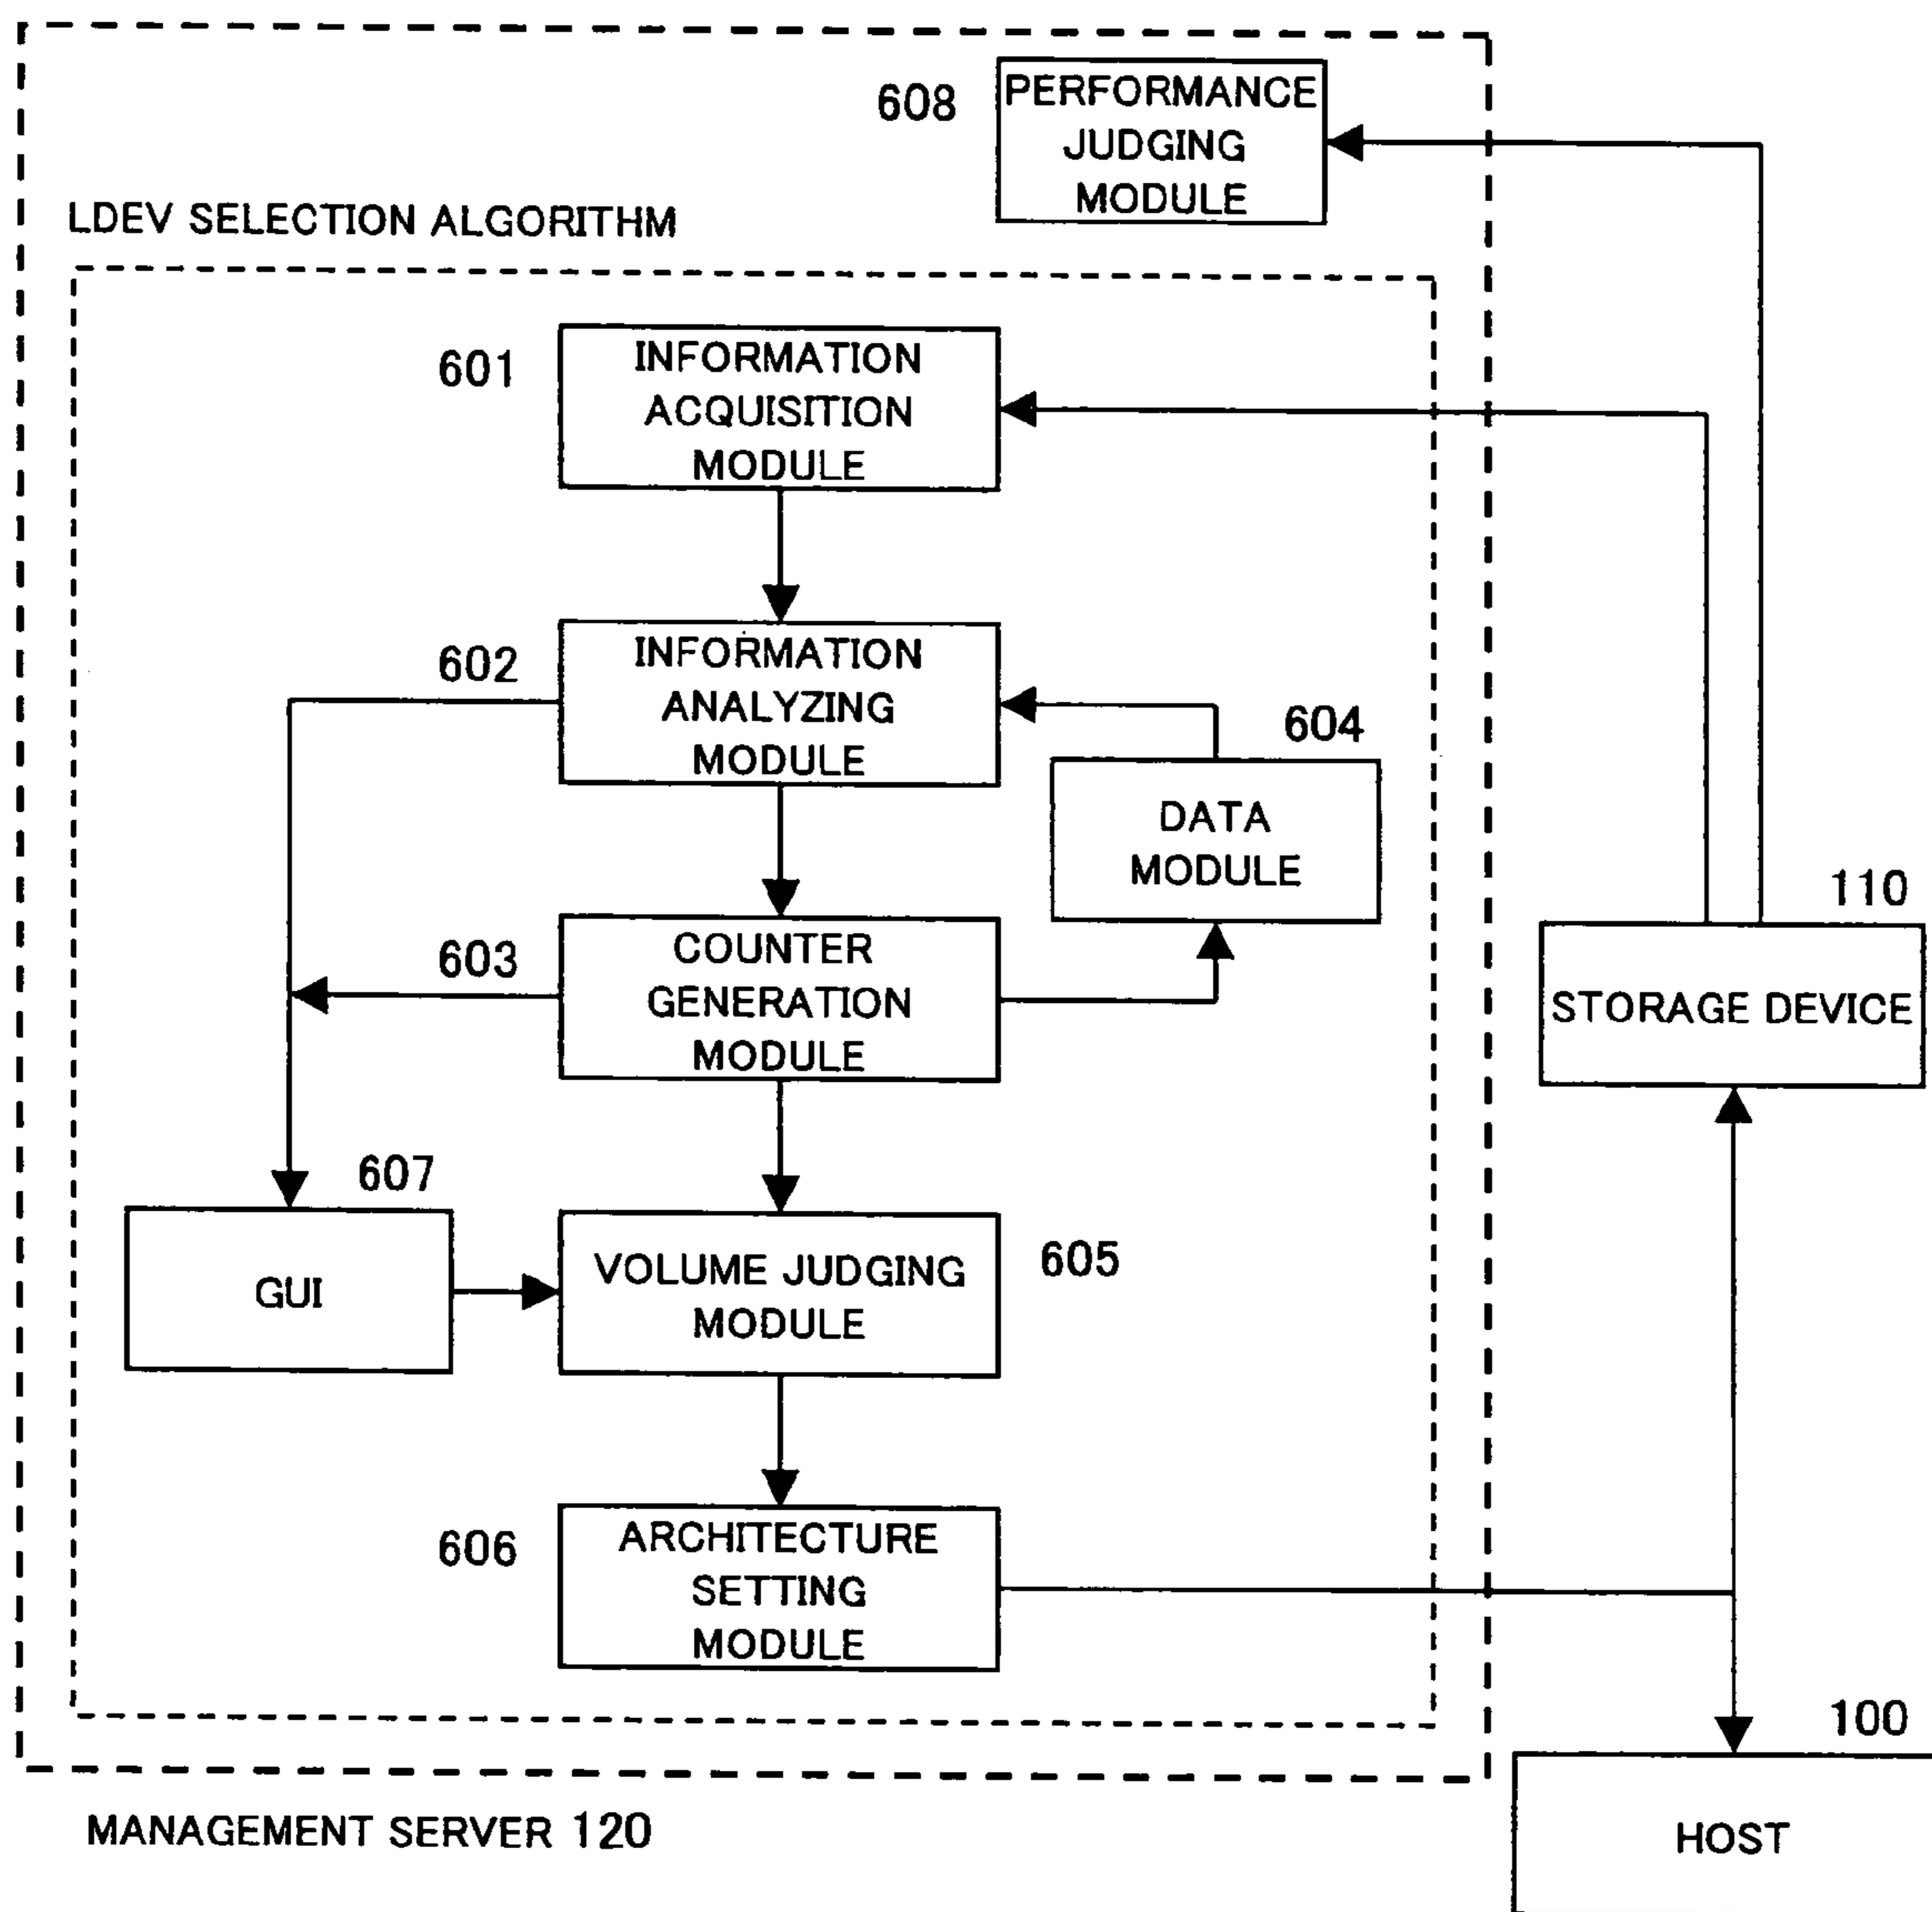 608
PERFORMANCE
JUDGING
MODULE
LDEV SELECTION ALGORITHM
601
INFORMATION
ACQUISITION
MODULE
602
INFORMATION
ANALYZING
MODULE
604
DATA
MODULE
603
COUNTER
GENERATION
MODULE
110
STORAGE DEVICE
607
GUI
VOLUME JUDGING
MODULE
605
606
ARCHITECTURE
SETTING
MODULE
100
HOST
MANAGEMENT SERVER 120